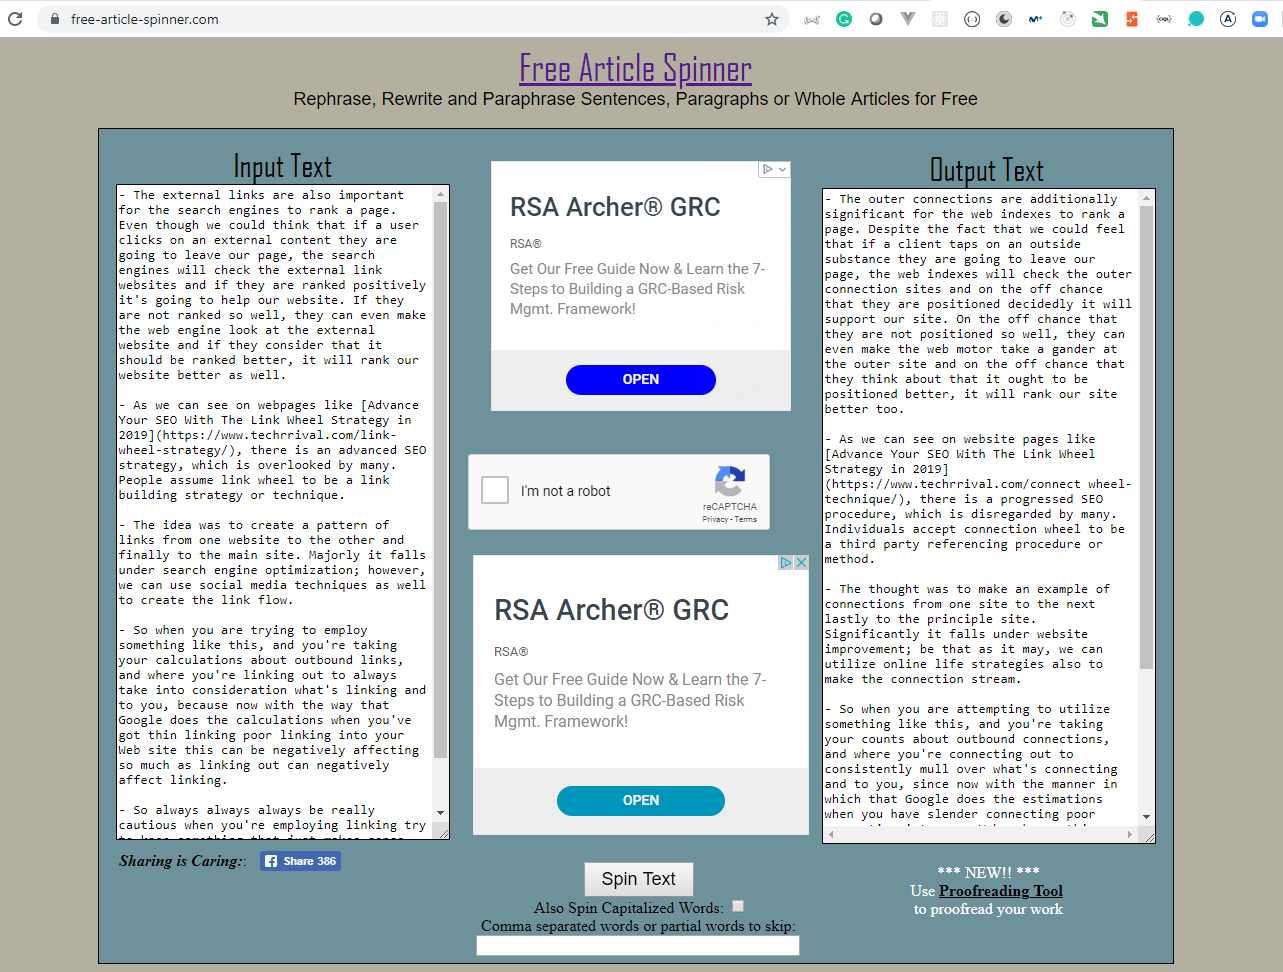 free-article-spinner.com
Free Article Spinner
Rephrase, Rewrite and Paraphrase Sentences, Paragraphs or Whole Articles for Free
Input Text
- The external links are also important
for the search engines to rank a page.
Even though we could think that if a user
clicks on an external content they are
going to leave our page, the search
engines will check the external link
websites and if they are ranked positively
it's going to help our website. If they
are not ranked so well, they can even make
the web engine look at the external
website and if they consider that it
should be ranked better, it will rank our
website better as well.
- As we can see on webpages like [Advance
Your SEO With The Link Wheel Strategy in
2019](https://www.techrrival.com/link-
wheel-strategy/), there is an advanced SEO
strategy, which is overlooked by many.
People assume link wheel to be a link
building strategy or technique.
- The idea was to create a pattern of
links from one website to the other and
finally to the main site. Majorly it falls
under search engine optimization; however,
we can use social media techniques as well
to create the link flow.
- So when you are trying to employ
something like this, and you're taking
your calculations about outbound links,
and where you're linking out to always
take into consideration what's linking and
to you, because now with the way that
Google does the calculations when you've
got thin linking poor linking into your
Web site this can be negatively affecting
so much as linking out can negatively
affect linking.
- So always always always be really
cautious when you're employing linking try
Sharing is Caring::
Share 386
RSA Archer® GRC
RSA®
Get Our Free Guide Now & Learn the 7-
Steps to Building a GRC-Based Risk
Mgmt. Framework!
OPEN
I'm not a robot
reCAPTCHA
Privacy - Terms
RSA Archer® GRC
RSA®
Get Our Free Guide Now & Learn the 7-
Steps to Building a GRC-Based Risk
Mgmt. Framework!
OPEN
Spin Text
Also Spin Capitalized Words:
Comma separated words or partial words to skip:
Output Text
- The outer connections are additionally
significant for the web indexes to rank a
page. Despite the fact that we could feel
that if a client taps on an outside
substance they are going to leave our
page, the web indexes will check the outer
connection sites and on the off chance
that they are positioned decidedly it will
support our site. On the off chance that
they are not positioned so well, they can
even make the web motor take a gander at
the outer site and on the off chance that
they think about that it ought to be
positioned better, it will rank our site
better too.
- As we can see on website pages like
[Advance Your SEO With The Link Wheel
Strategy in 2019]
(https://www.techrrival.com/connect wheel-
technique/), there is a progressed SEO
procedure, which is disregarded by many.
Individuals accept connection wheel to be
a third party referencing procedure or
method.
- The thought was to make an example of
connections from one site to the next
lastly to the principle site.
Significantly it falls under website
improvement; be that as it may, we can
utilize online life strategies also to
make the connection stream.
- So when you are attempting to utilize
something like this, and you're taking
your counts about outbound connections,
and where you're connecting out to
consistently mull over what's connecting
and to you, since now with the manner in
which that Google does the estimations
when you have slender connecting poor
*** NEW!! ***
Use Proofreading Tool
to proofread your work